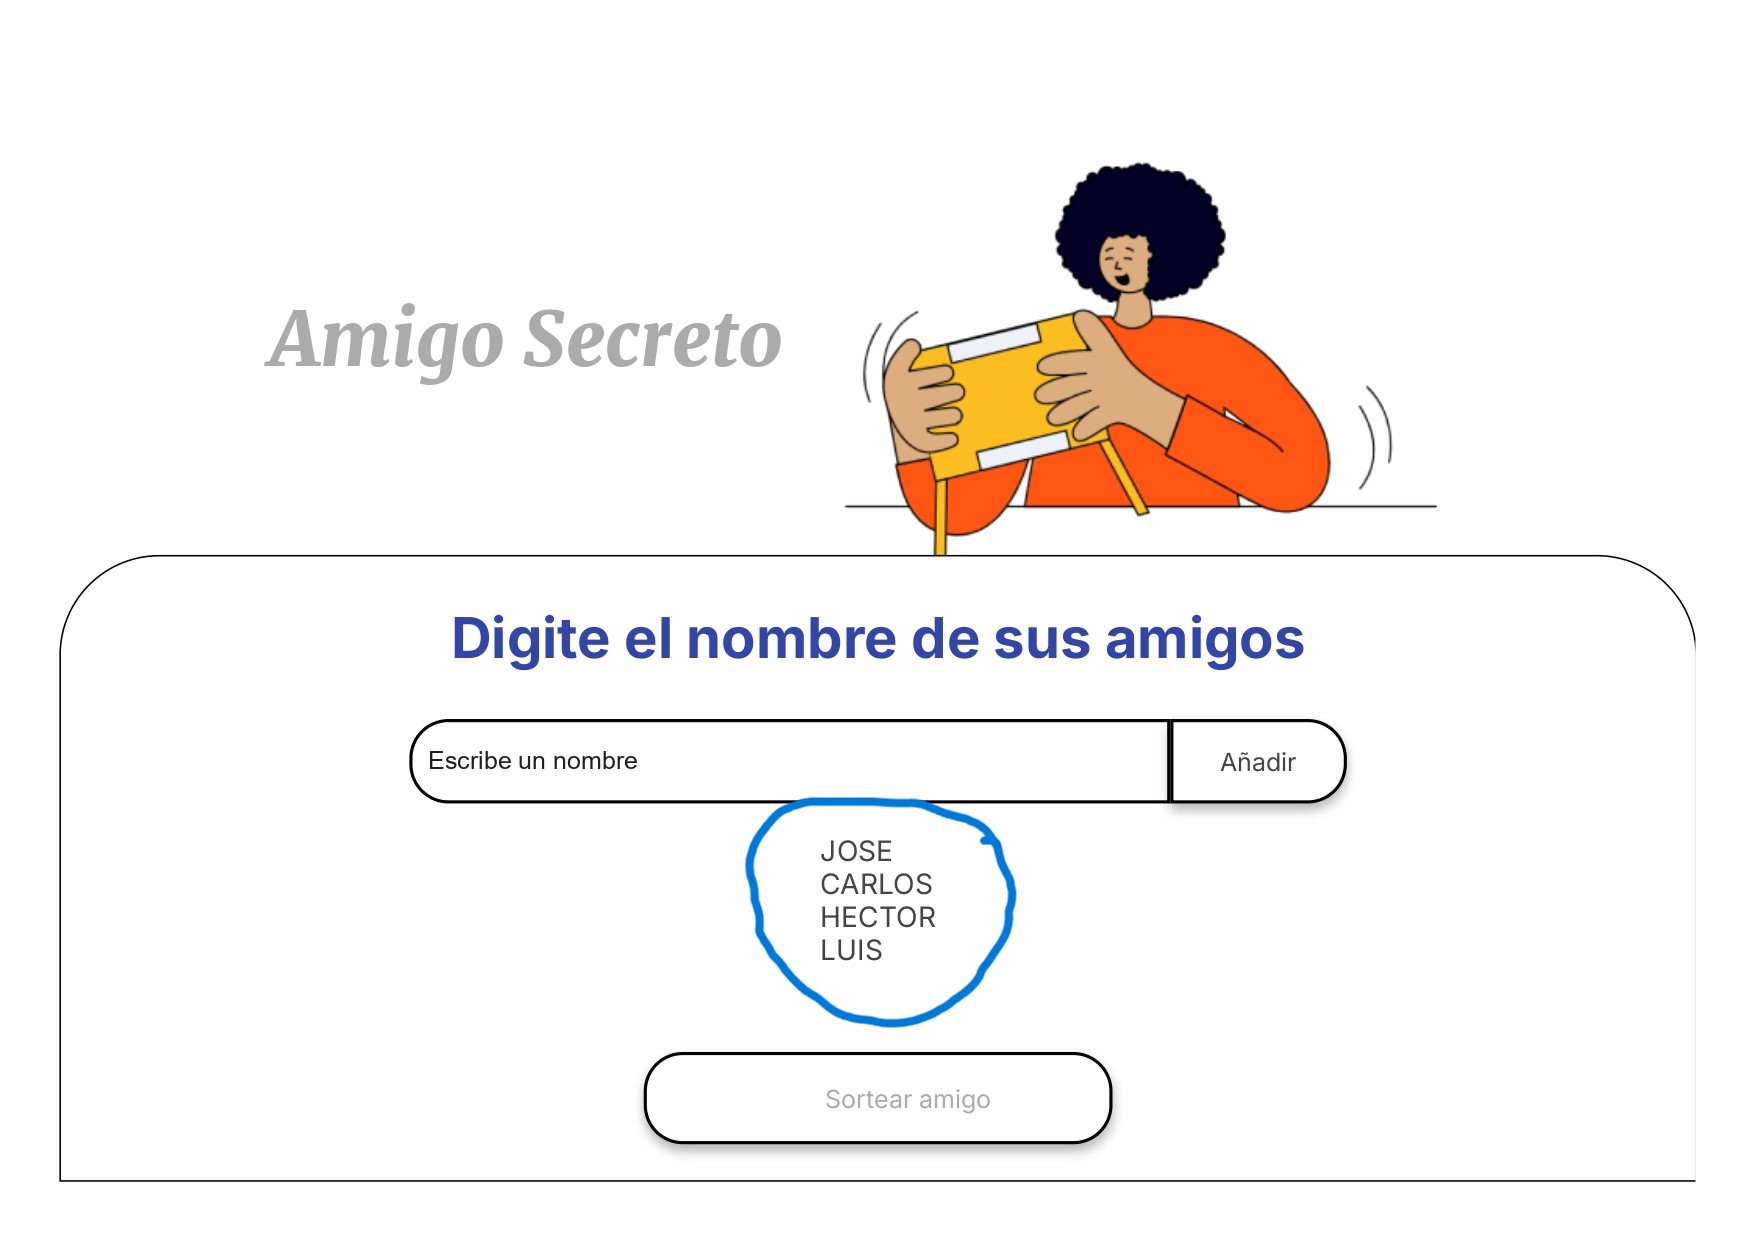 Amigo Secreto
Digite el nombre de sus amigos
Escribe un nombre
Añadir
JOSE
CARLOS
HECTOR
LUIS
Sortear amigo